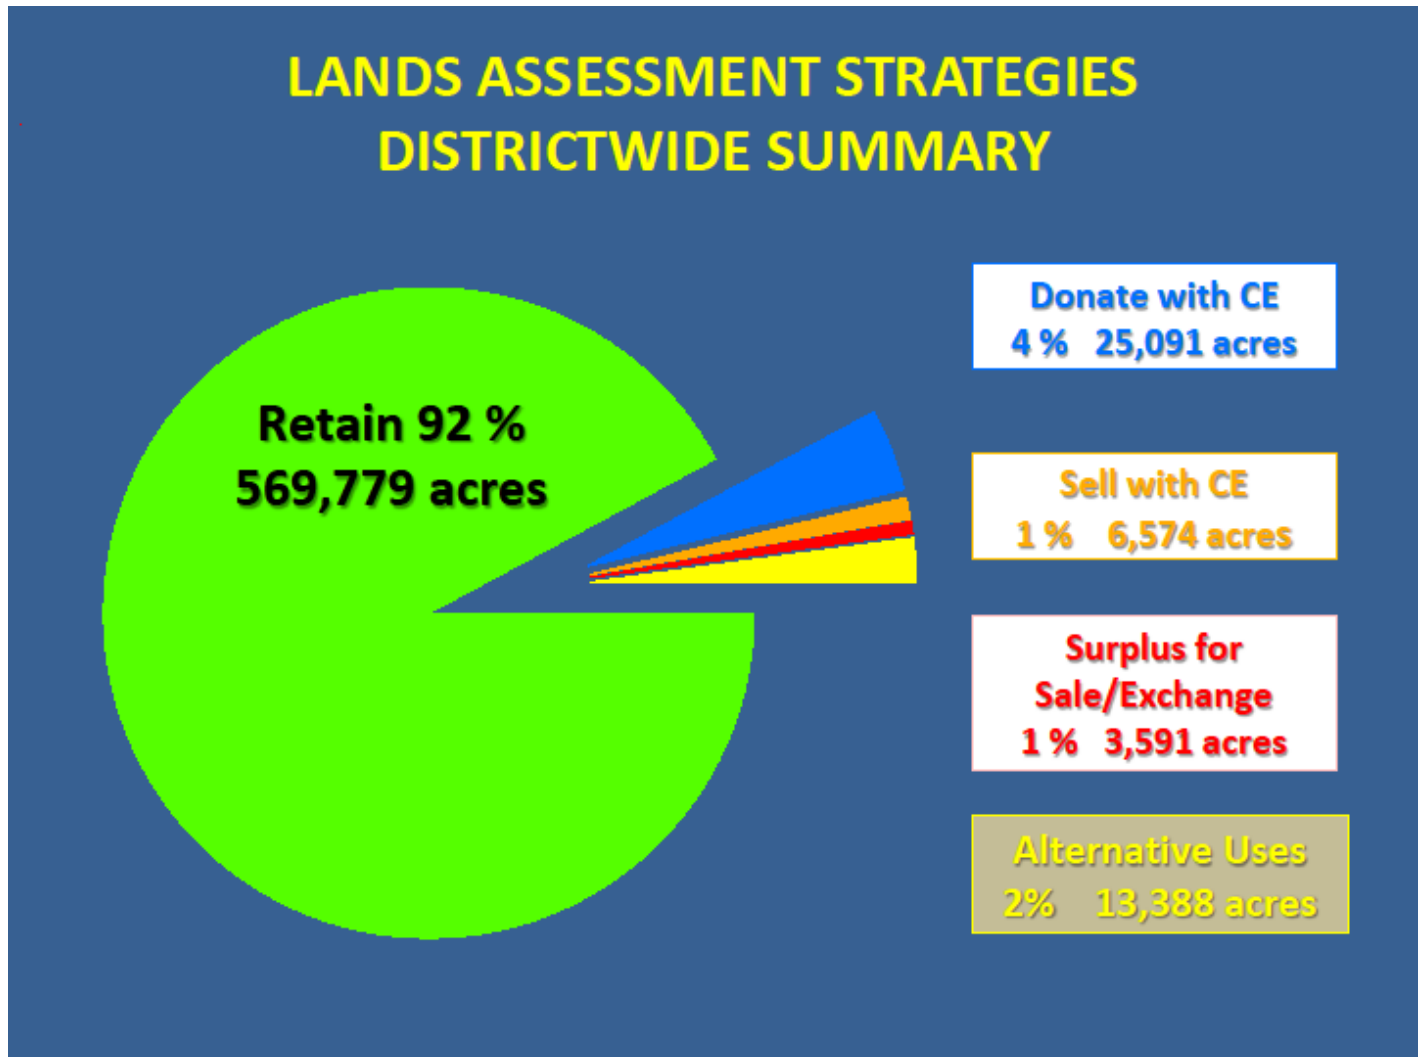 LANDS ASSESSMENT STRATEGIES
DISTRICTWIDE SUMMARY
Retain 92 %
569,779 acres
Donate with CE
4 % 25,091 acres
Sell with CE
1 % 6,574 acres
Surplus for
Sale/Exchange
1 % 3,591 acres
Alternative Uses
2% 13,388 acres